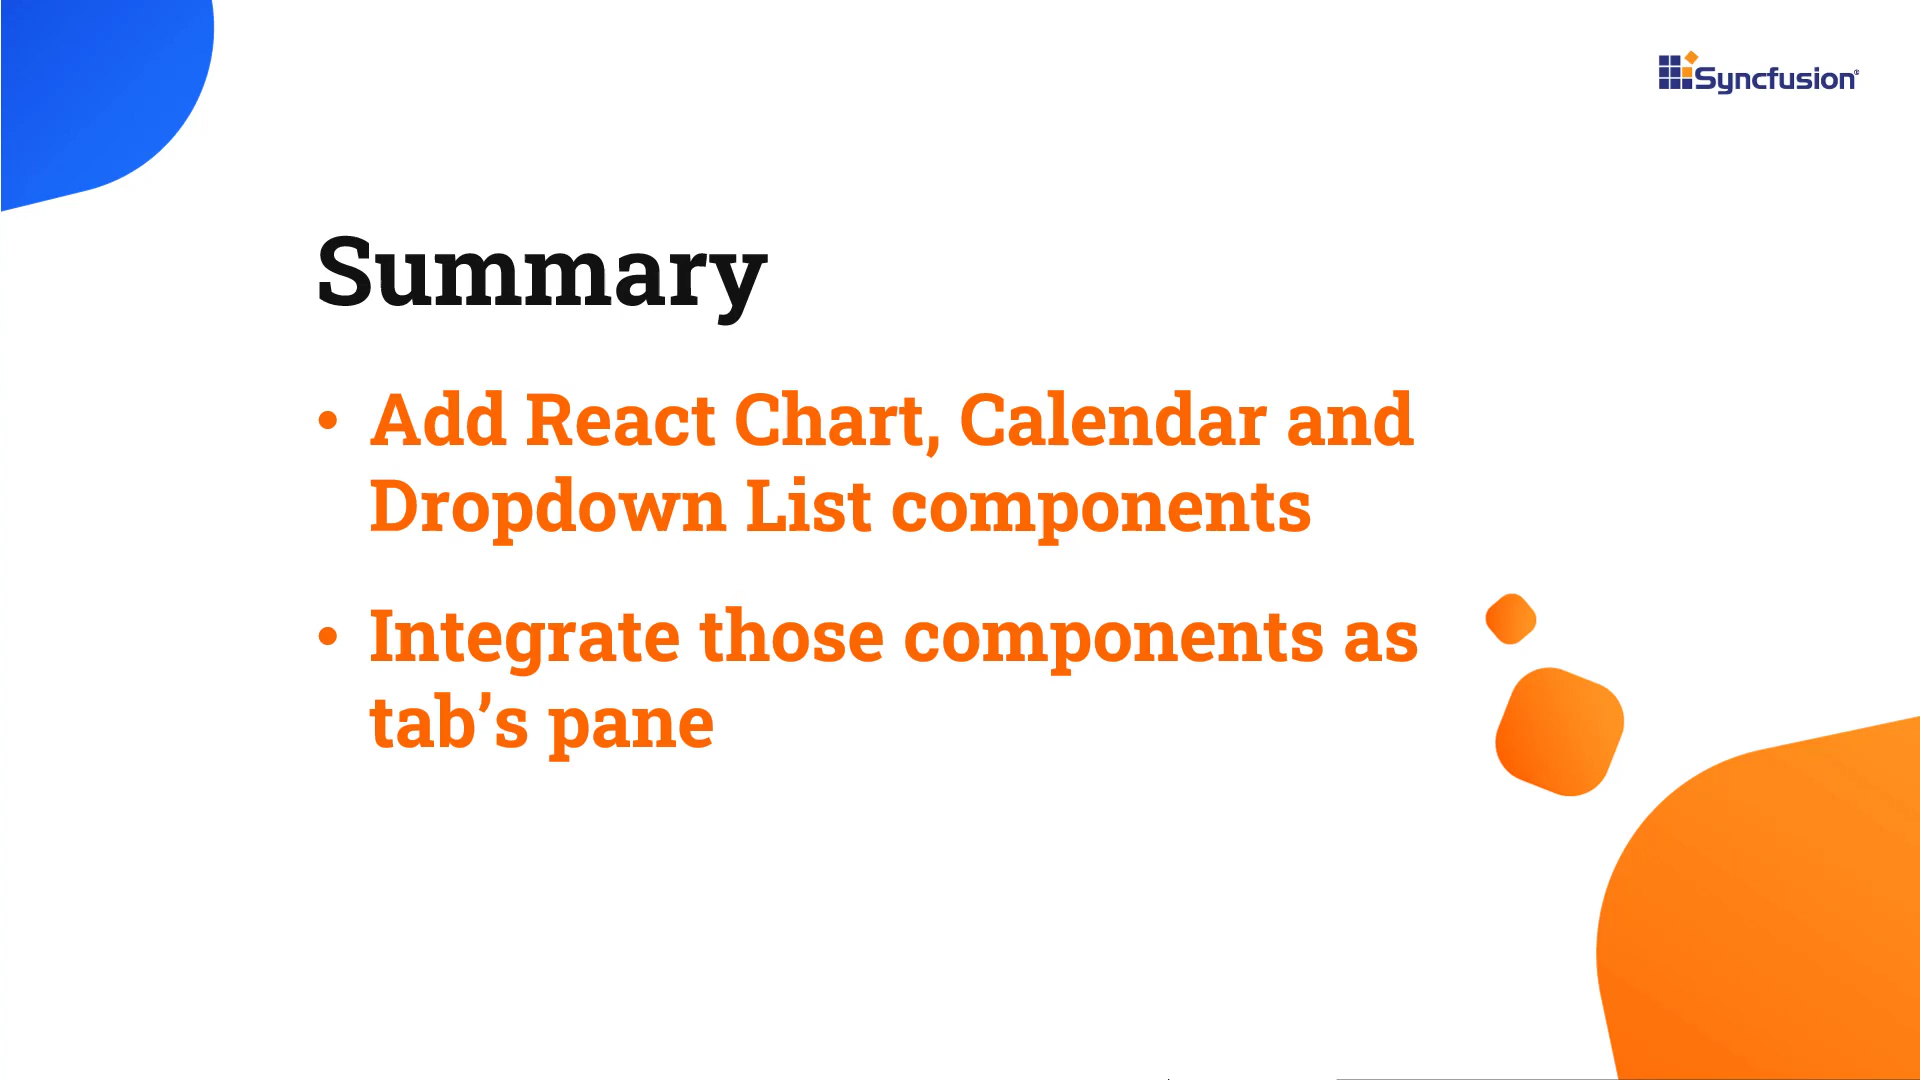 Syncfusion®
Summary
• Add React Chart, Calendar and
Dropdown List components
• Integrate those components as
tab’s pane